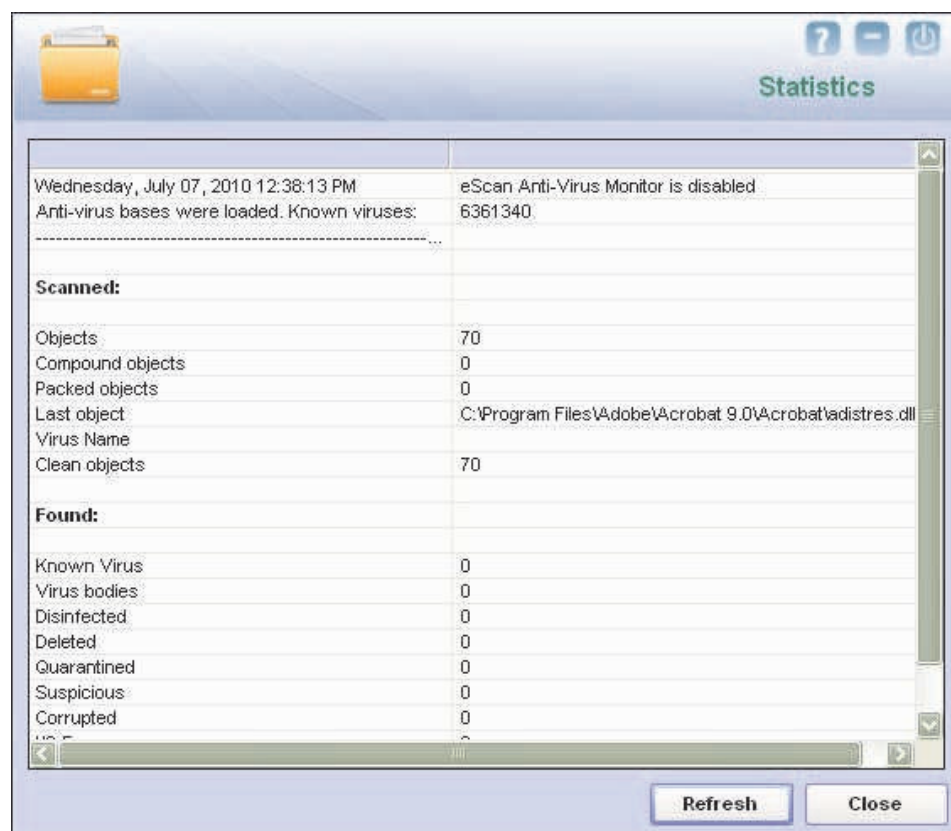 Statistics
Wednesday, July 07, 2010 12:38:13 PM eScan Anti-Virus Monitor is disabled
Anti-virus bases were loaded. Known viruses: 6361340
----------------------------------------------------------...
Scanned:
Objects 70
Compound objects 0
Packed objects 0
Last object C:\Program Files\Adobe\Acrobat 9.0\Acrobat\adistres.dll
Virus Name
Clean objects 70
Found:
Known Virus 0
Virus bodies 0
Disinfected 0
Deleted 0
Quarantined 0
Suspicious 0
Corrupted 0
Refresh Close